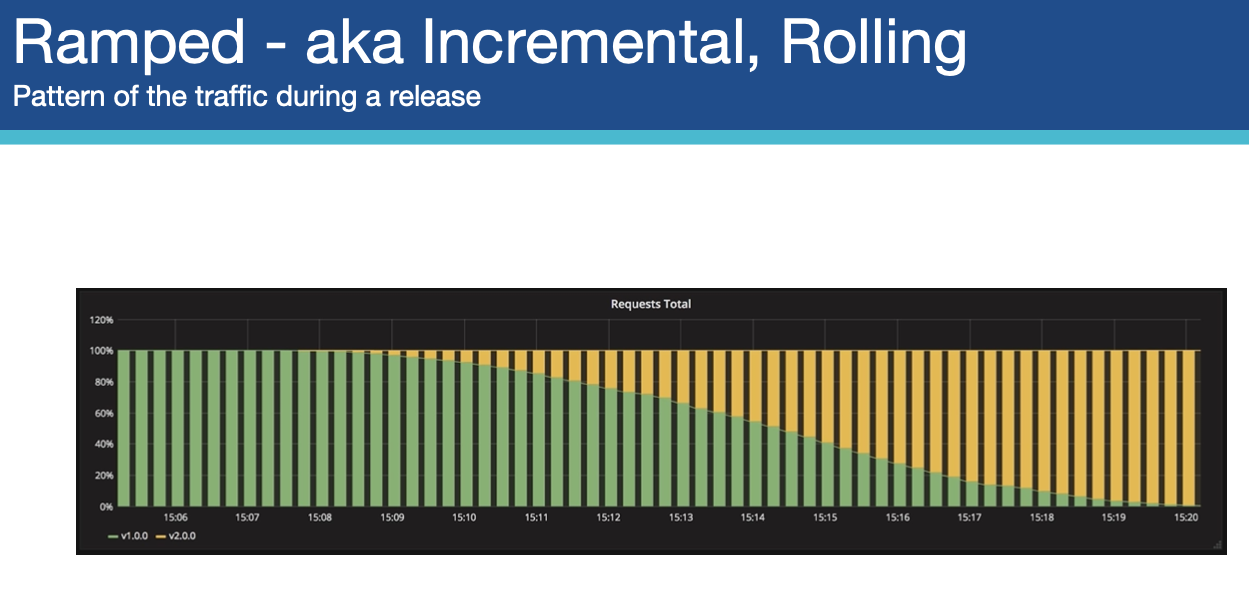 Ramped - aka Incremental, Rolling
Pattern of the traffic during a release
Requests Total
120%
100%
80%
60%
40%
20%
0%
15:06 15:07 15:08 15:09 15:10 15:11 15:12 15:13 15:14 15:15 15:16 15:17 15:18 15:19 15:20
v1.0.0 v2.0.0